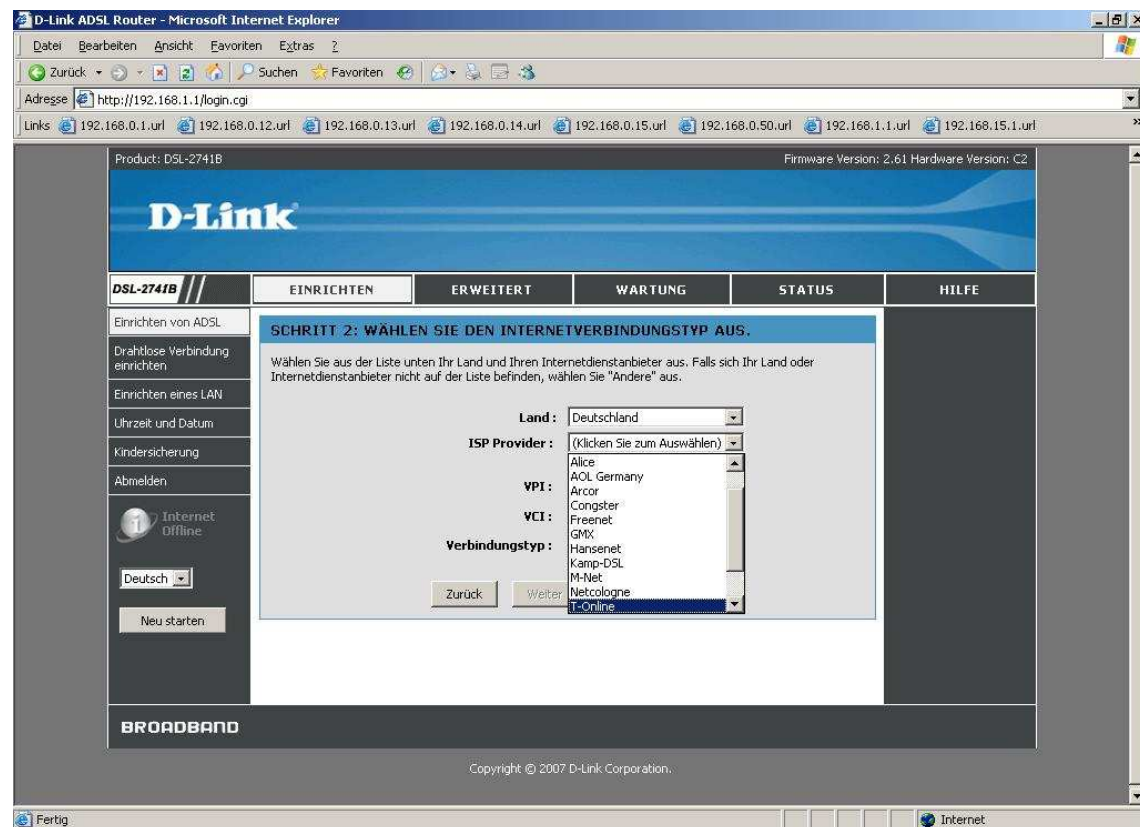 D-Link ADSL Router - Microsoft Internet Explorer
Datei Bearbeiten Ansicht Favoriten Extras ?
Zurück Suchen Favoriten
Adresse http://192.168.1.1/login.cgi
Links 192.168.0.1.url 192.168.0.12.url 192.168.0.13.url 192.168.0.14.url 192.168.0.15.url 192.168.0.50.url 192.168.1.1.url 192.168.15.1.url »
Product: DSL-2741B Firmware Version: 2.61 Hardware Version: C2
D-Link
DSL-2741B EINRICHTEN ERWEITERT WARTUNG STATUS HILFE
Einrichten von ADSL
Drahtlose Verbindung
einrichten
Einrichten eines LAN
Uhrzeit und Datum
Kindersicherung
Abmelden
Internet
Offline
Deutsch
Neu starten
SCHRITT 2: WÄHLEN SIE DEN INTERNETVERBINDUNGSTYP AUS.
Wählen Sie aus der Liste unten Ihr Land und Ihren Internetdienstanbieter aus. Falls sich Ihr Land oder
Internetdienstanbieter nicht auf der Liste befinden, wählen Sie "Andere" aus.
Land : Deutschland
ISP Provider : (Klicken Sie zum Auswählen)
Alice
AOL Germany
Arcor
Congster
Freenet
GMX
Hansenet
Kamp-DSL
M-Net
Netcologne
T-Online
VPI :
VCI :
Verbindungstyp :
Zurück Weiter
BROADBAND
Copyright © 2007 D-Link Corporation.
Fertig Internet